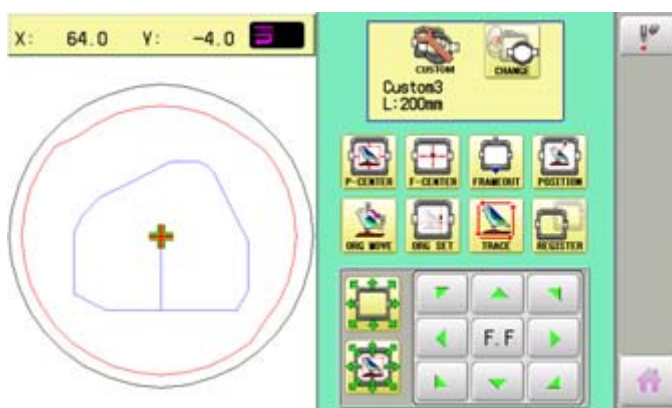 X: 64.0 Y: -4.0
CUSTOM CHANGE
Custom3
L:200mm
P-CENTER F-CENTER FRAMEOUT POSITION
ORG MOVE ORG SET TRACE REGISTER
F.F